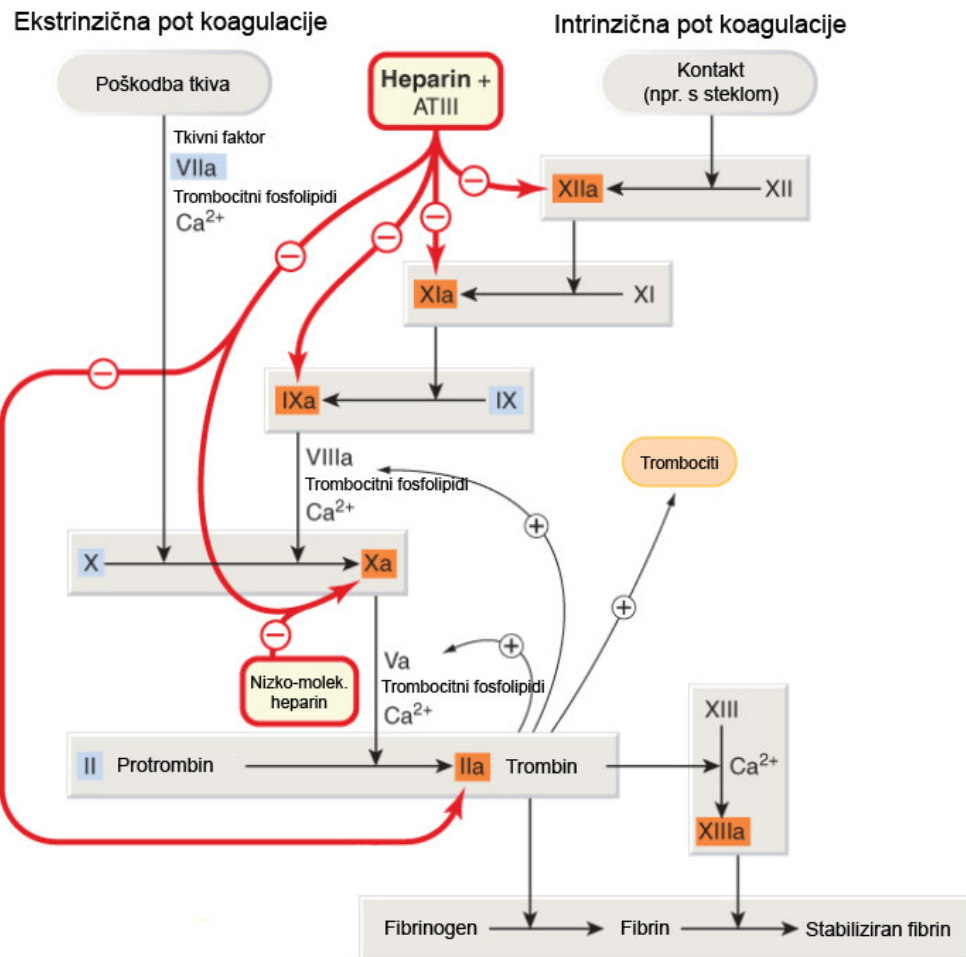 Ekstrinzična pot koagulacije
Intrinzična pot koagulacije
Poškodba tkiva
Heparin +
ATIII
Kontakt
(npr. s steklom)
Tkivni faktor
VIIa
Trombocitni fosfolipidi
Ca2+
XIIa
XII
XIa
XI
IXa
IX
VIIIa
Trombocitni fosfolipidi
Ca2+
Trombociti
X
Xa
Nizko-molek.
heparin
Va
Trombocitni fosfolipidi
Ca2+
XIII
Ca2+
XIIIa
II Protrombin
IIa Trombin
Fibrinogen
Fibrin
Stabiliziran fibrin